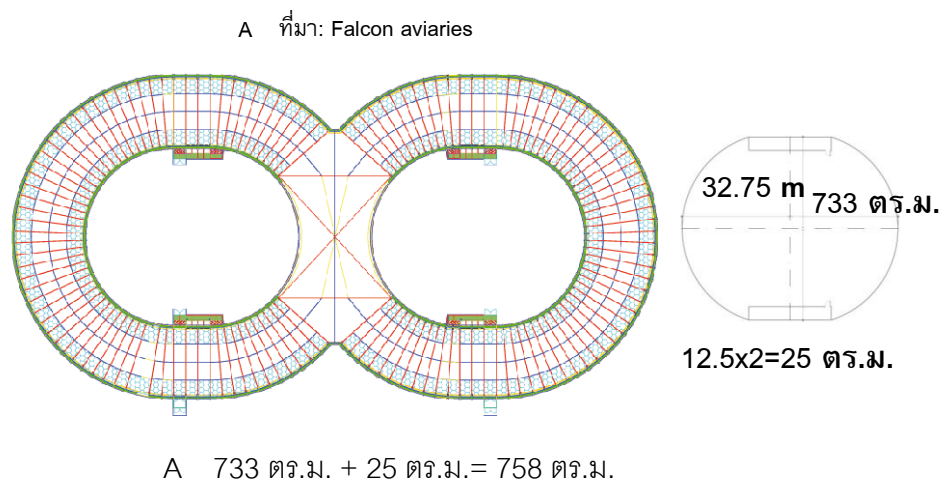 A ที่มา: Falcon aviaries
32.75 m
733 ตร.ม.
12.5x2=25 ตร.ม.
A 733 ตร.ม. + 25 ตร.ม.= 758 ตร.ม.